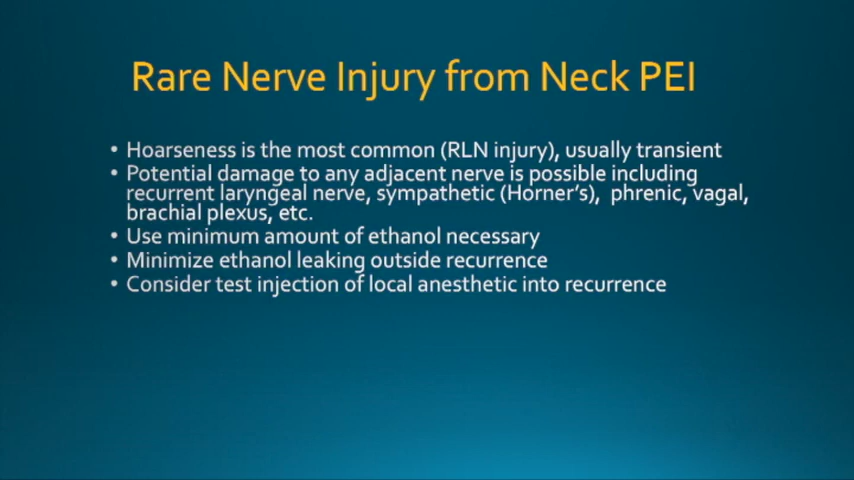 Rare Nerve Injury from Neck PEI
• Hoarseness is the most common (RLN injury), usually transient
• Potential damage to any adjacent nerve is possible including
recurrent laryngeal nerve, sympathetic (Horner's), phrenic, vagal,
brachial plexus, etc.
• Use minimum amount of ethanol necessary
• Minimize ethanol leaking outside recurrence
• Consider test injection of local anesthetic into recurrence